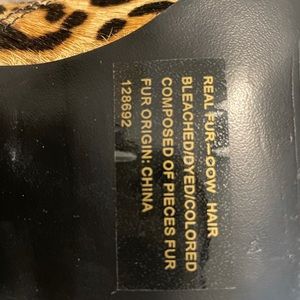 REAL FUR—COW HAIR
BLEACHED/DYED/COLORED
COMPOSED OF PIECES FUR
FUR ORIGIN: CHINA
128692